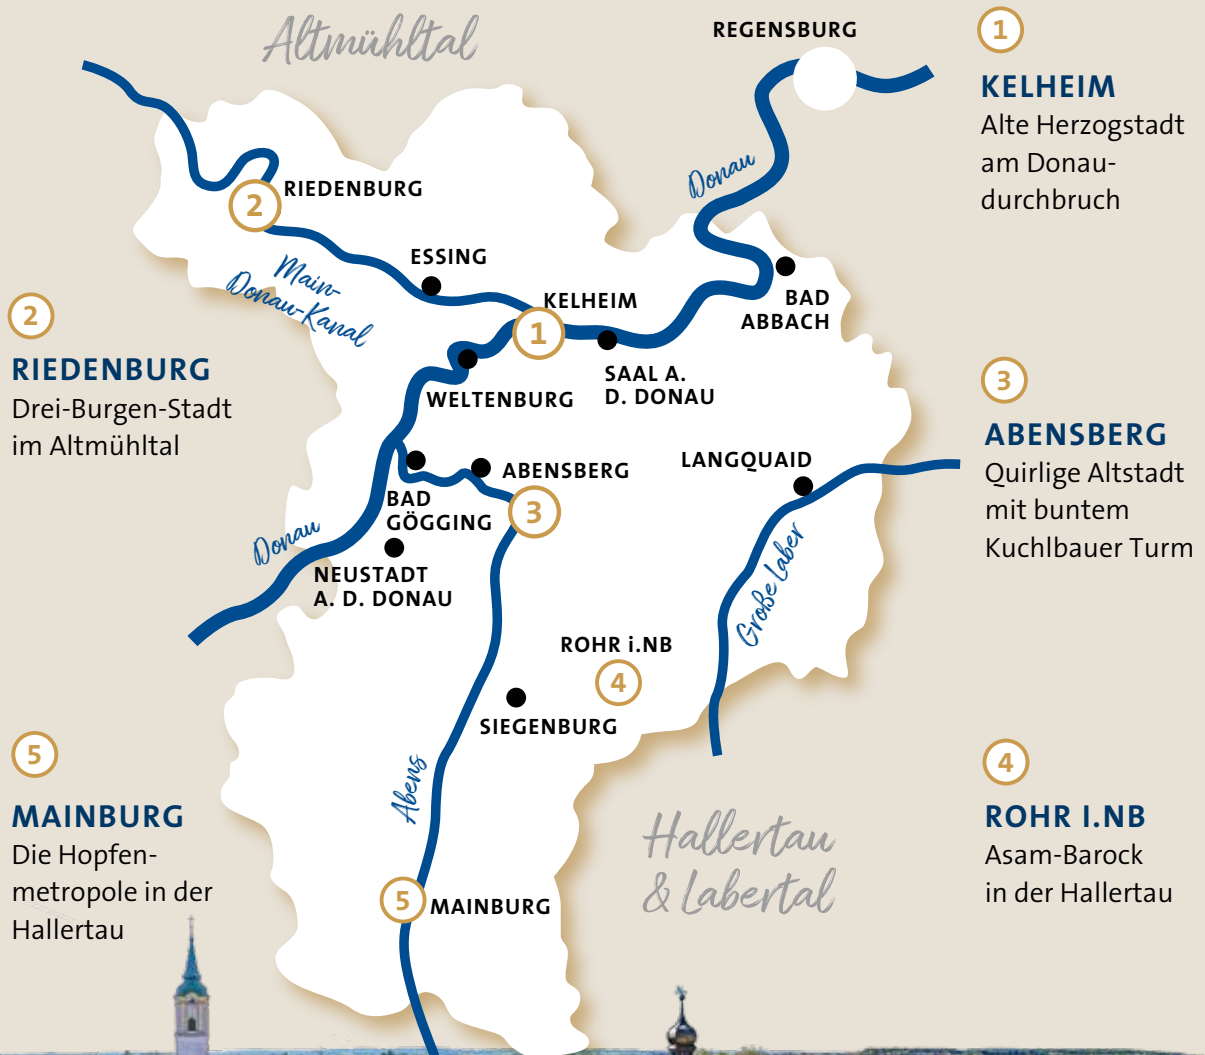 Altmühltal
REGENSBURG
1
KELHEIM
Alte Herzogstadt
am Donau-
durchbruch
Donau
RIEDENBURG
2
ESSING
Main-
Donau-Kanal
KELHEIM
1
BAD
ABBACH
SAAL A.
D. DONAU
WELTENBURG
2
RIEDENBURG
Drei-Burgen-Stadt
im Altmühltal
3
ABENSBERG
Quirlige Altstadt
mit buntem
Kuchlbauer Turm
LANGQUAID
ABENSBERG
BAD
GÖGGING
3
Donau
NEUSTADT
A. D. DONAU
Große Laber
ROHR i.NB
4
SIEGENBURG
Abens
5
MAINBURG
Die Hopfen-
metropole in der
Hallertau
4
ROHR I.NB
Asam-Barock
in der Hallertau
Hallertau
& Labertal
5
MAINBURG